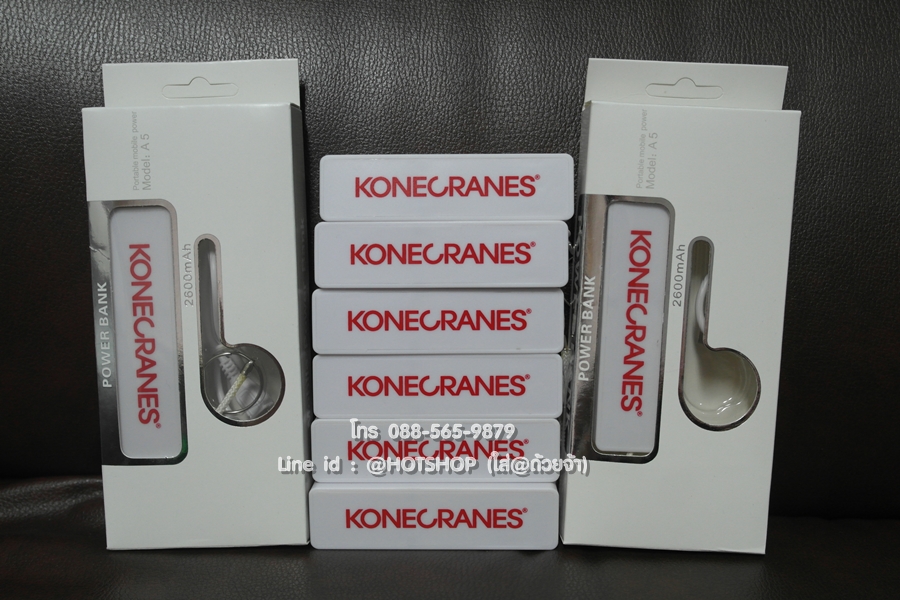 Portable mobile power
Model: A 5
POWER BANK
KONECRANES®
2600mAh
KONECRANES®
KONECRANES®
KONECRANES®
KONECRANES®
KONECRANES®
KONECRANES®
โทร 088-565-9879
Line id : @HOTSHOP (ใส่@ด้วยจ้า)
Portable mobile power
Model: A 5
POWER BANK
KONECRANES®
2600mAh